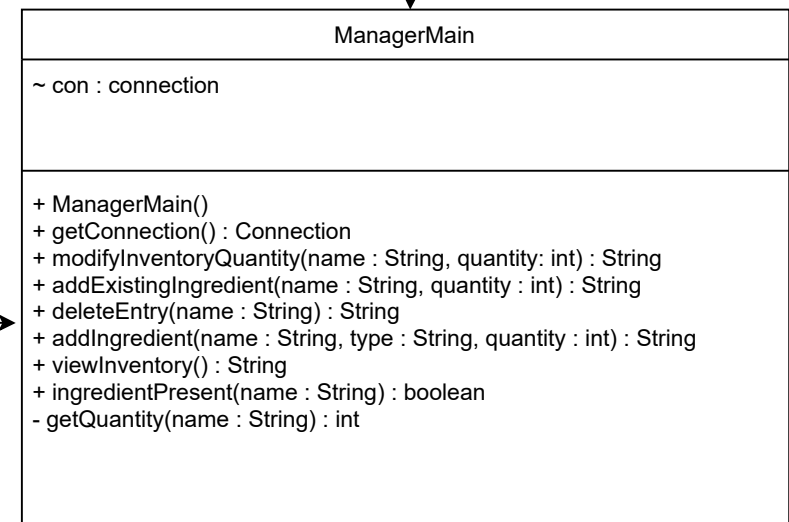 ManagerMain
~ con : connection
+ ManagerMain()
+ getConnection() : Connection
+ modifyInventoryQuantity(name : String, quantity: int) : String
+ addExistingIngredient(name : String, quantity : int) : String
+ deleteEntry(name : String) : String
+ addIngredient(name : String, type : String, quantity : int) : String
+ viewInventory() : String
+ ingredientPresent(name : String) : boolean
- getQuantity(name : String) : int